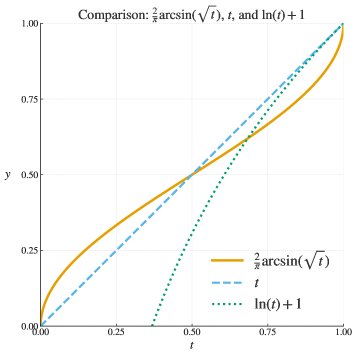 Comparison: 2/π arcsin(√t), t, and ln(t) + 1
1.00
0.75
y
0.50
0.25
0.00
0.00 0.25 0.50 0.75 1.00
t
2/π arcsin(√t)
t
ln(t) + 1